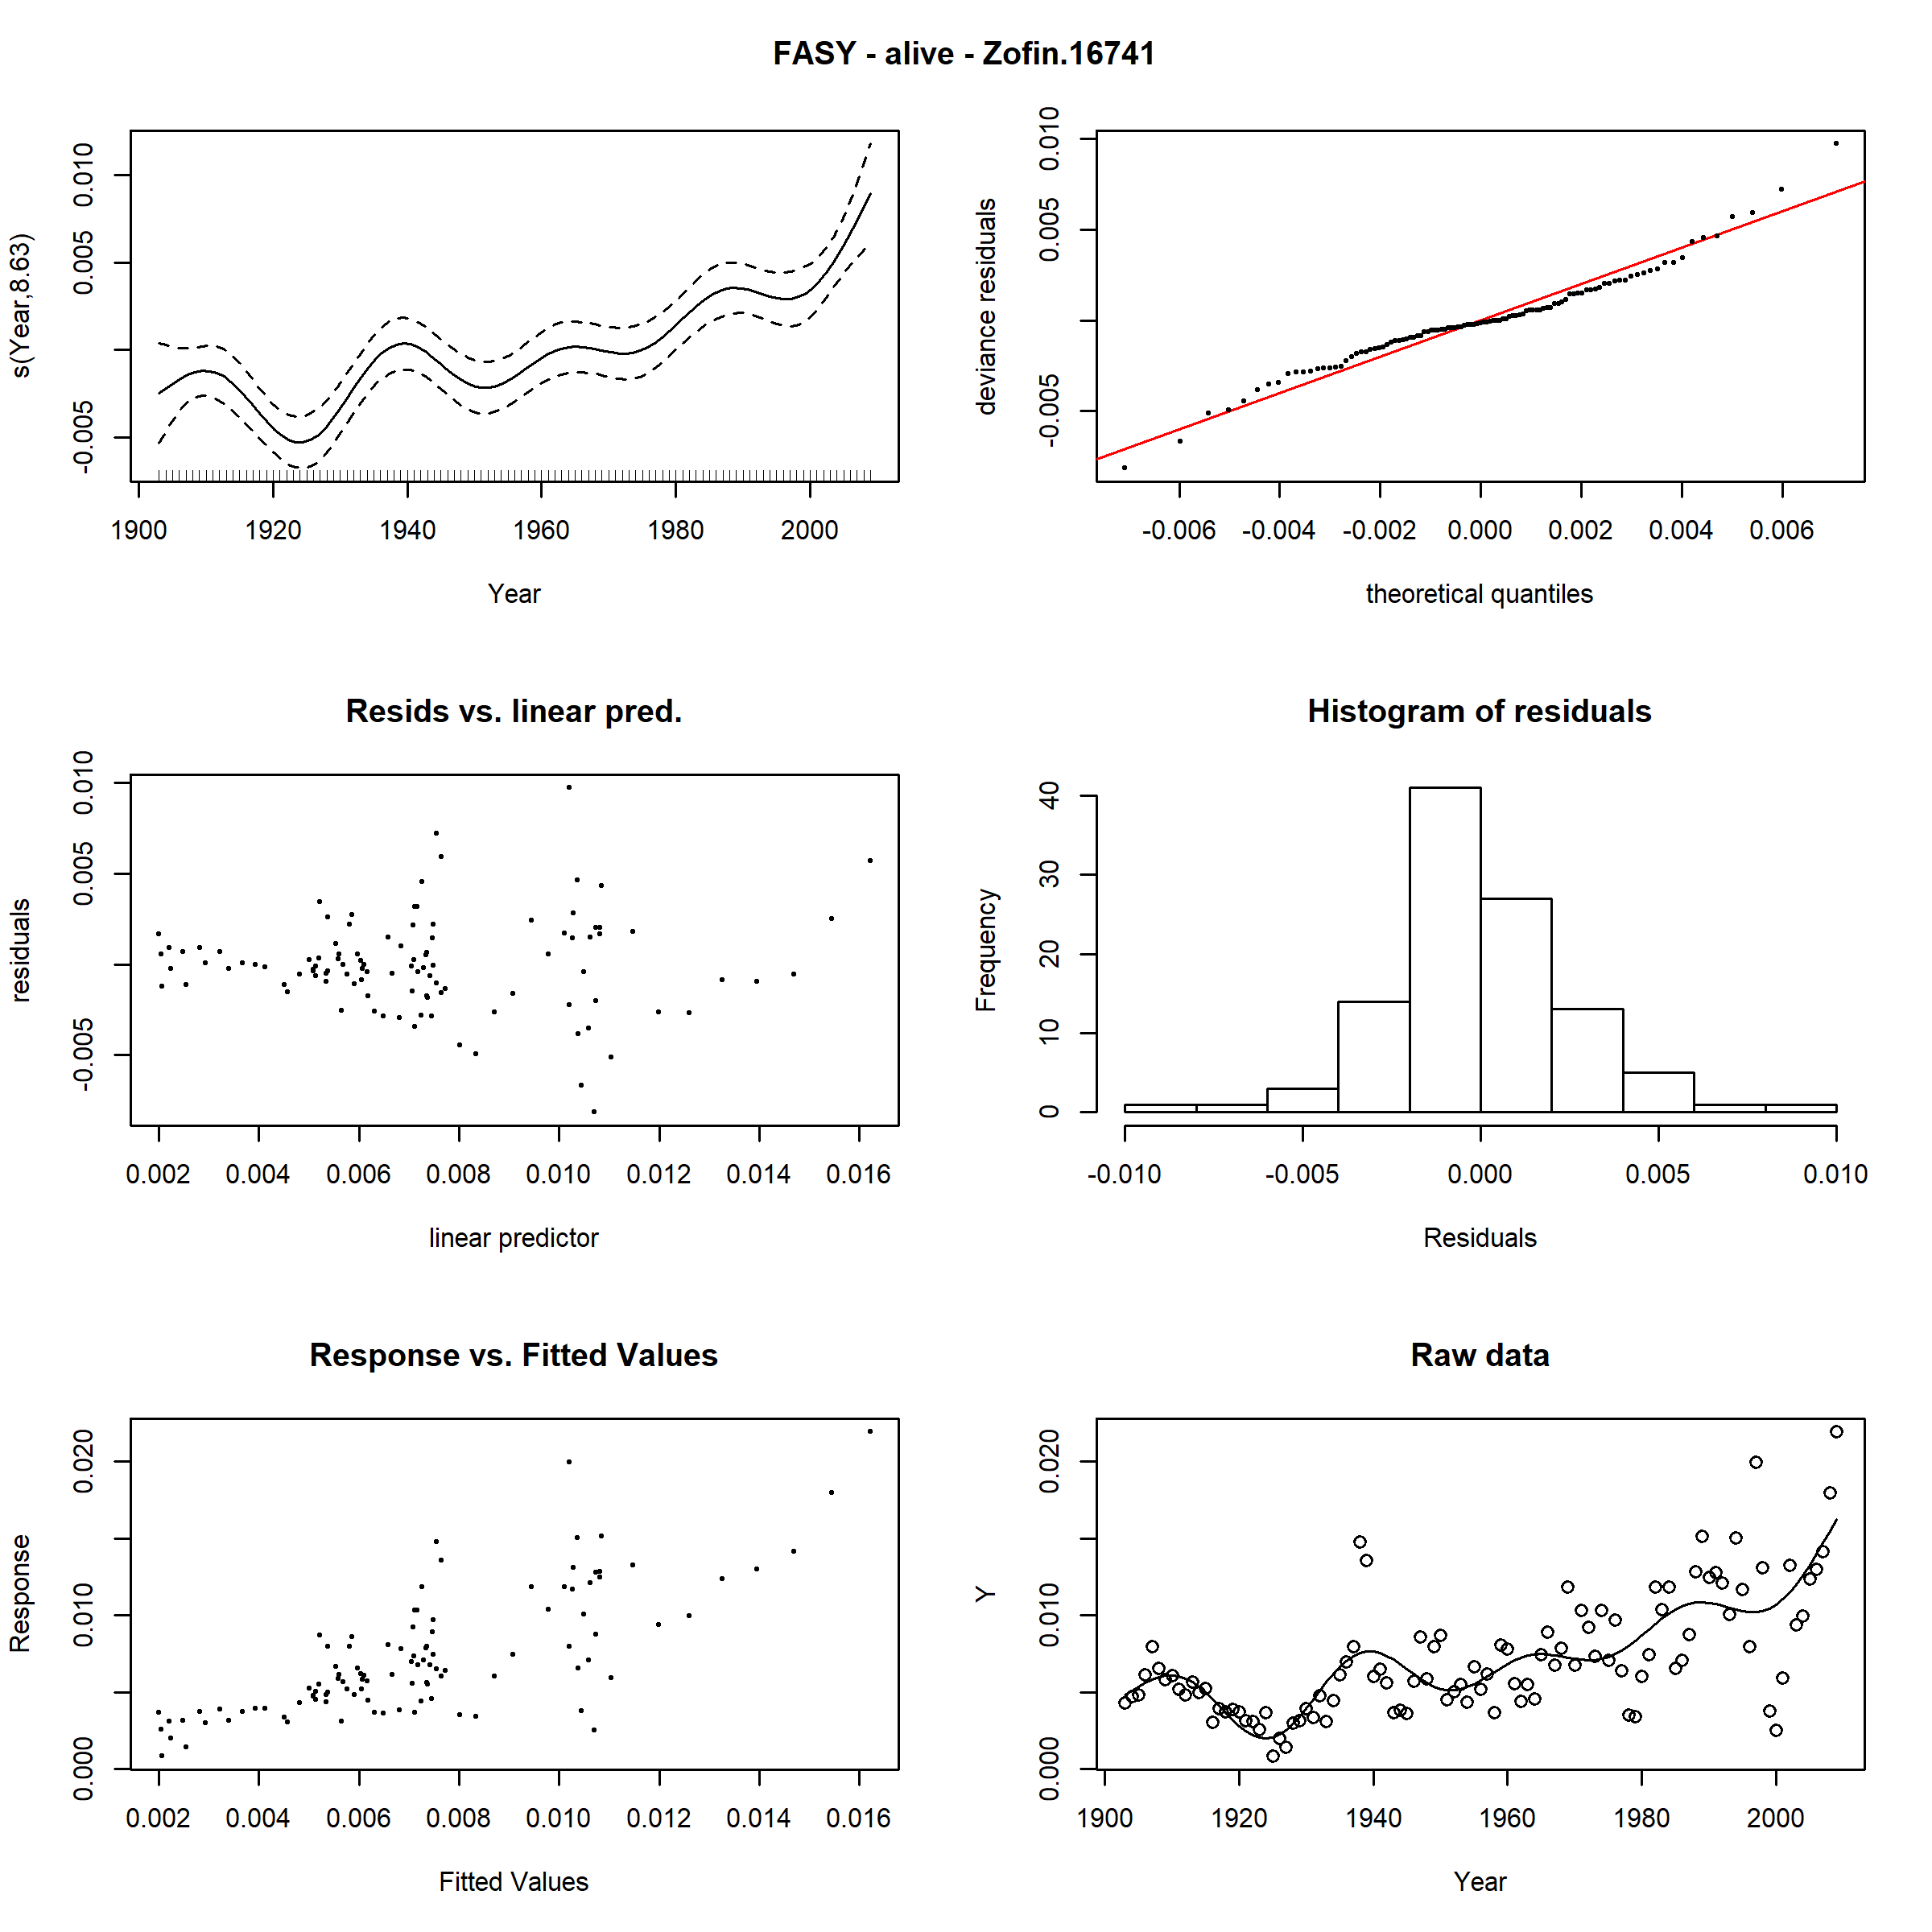 FASY - alive - Zofin.16741
s(Year,8.63)
-0.005 0.005 0.010
1900 1920 1940 1960 1980 2000
Year
deviance residuals
-0.005 0.005 0.010
-0.006 -0.004 -0.002 0.000 0.002 0.004 0.006
theoretical quantiles
Resids vs. linear pred.
residuals
-0.005 0.005 0.010
0.002 0.004 0.006 0.008 0.010 0.012 0.014 0.016
linear predictor
Histogram of residuals
Frequency
0 10 20 30 40
-0.010 -0.005 0.000 0.005 0.010
Residuals
Response vs. Fitted Values
Response
0.000 0.010 0.020
0.002 0.004 0.006 0.008 0.010 0.012 0.014 0.016
Fitted Values
Raw data
Y
0.000 0.010 0.020
1900 1920 1940 1960 1980 2000
Year